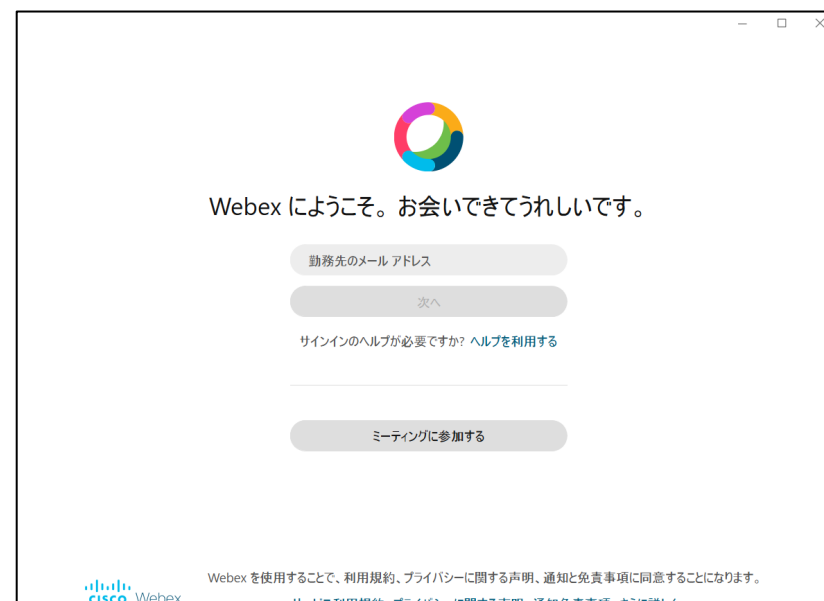 Webex にようこそ。お会いできてうれしいです。
勤務先のメール アドレス
次へ
サインインのヘルプが必要ですか? ヘルプを利用する
ミーティングに参加する
Webex を使用することで、利用規約、プライバシーに関する声明、通知と免責事項に同意することになります。
CISCO Webex